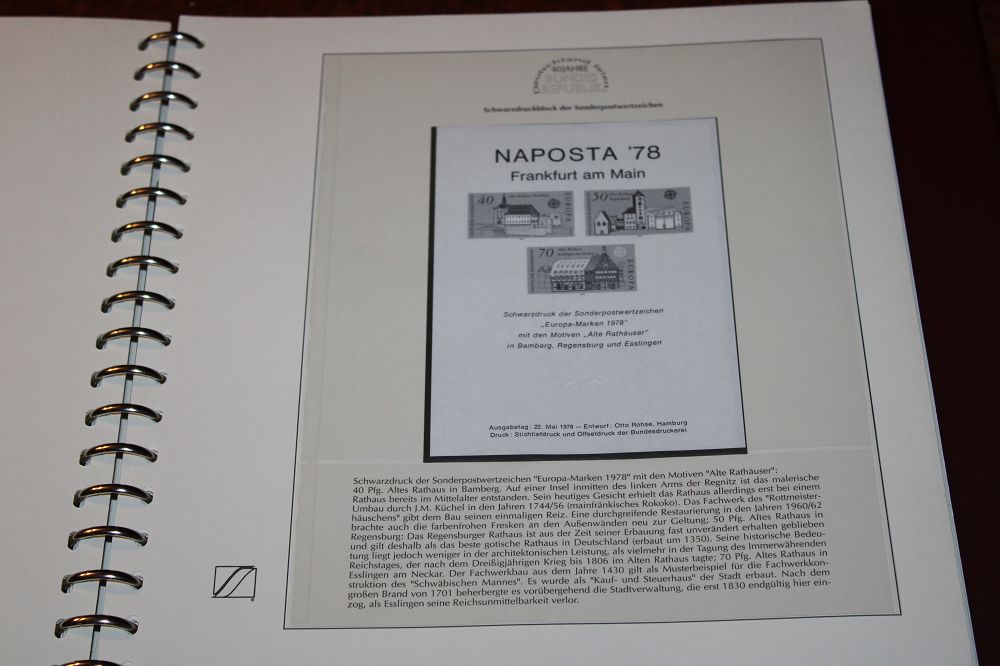 Deutschland feiert
40 JAHRE
BUNDES
REPUBLIK
Schwarzdruckblock der Sonderpostwertzeichen
NAPOSTA '78
Frankfurt am Main
40
EUROPA
50
EUROPA
70
EUROPA
Schwarzdruck der Sonderpostwertzeichen
„Europa-Marken 1978"
mit den Motiven „Alte Rathäuser"
in Bamberg, Regensburg und Esslingen
Ausgabetag: 22. Mai 1978 — Entwurf: Otto Rohse, Hamburg
Druck: Stichtiefdruck und Offsetdruck der Bundesdruckerei
Schwarzdruck der Sonderpostwertzeichen "Europa-Marken 1978" mit den Motiven "Alte Rathäuser":
40 Pfg. Altes Rathaus in Bamberg. Auf einer Insel inmitten des linken Arms der Regnitz ist das malerische
Rathaus bereits im Mittelalter entstanden. Sein heutiges Gesicht erhielt das Rathaus allerdings erst bei einem
Umbau durch J.M. Küchel in den Jahren 1744/56 (mainfränkisches Rokoko). Das Fachwerk des "Rottmeister-
häuschens" gibt dem Bau seinen einmaligen Reiz. Eine durchgreifende Restaurierung in den Jahren 1960/62
brachte auch die farbenfrohen Fresken an den Außenwänden neu zur Geltung; 50 Pfg. Altes Rathaus in
Regensburg: Das Regensburger Rathaus ist aus der Zeit seiner Erbauung fast unverändert erhalten geblieben
und gilt deshalb als das beste gotische Rathaus in Deutschland (erbaut um 1350). Seine historische Bedeu-
tung liegt jedoch weniger in der architektonischen Leistung, als vielmehr in der Tagung des Immerwährenden
Reichstages, der nach dem Dreißigjährigen Krieg bis 1806 im Alten Rathaus tagte; 70 Pfg. Altes Rathaus in
Esslingen am Neckar. Der Fachwerkbau aus dem Jahre 1430 gilt als Musterbeispiel für die Fachwerkkon-
struktion des "Schwäbischen Mannes". Es wurde als "Kauf- und Steuerhaus" der Stadt erbaut. Nach dem
großen Brand von 1701 beherbergte es vorübergehend die Stadtverwaltung, die erst 1830 endgültig hier ein-
zog, als Esslingen seine Reichsunmittelbarkeit verlor.